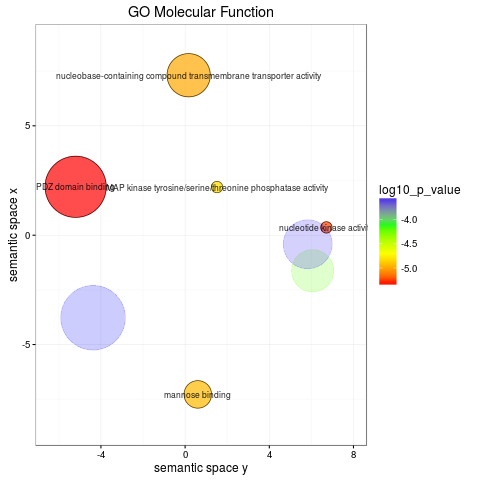 GO Molecular Function
nucleobase-containing compound transmembrane transporter activity
PDZ domain binding
MAP kinase tyrosine/serine/threonine phosphatase activity
nucleotide kinase activit
mannose binding
5
0
-5
-4
0
4
8
semantic space x
semantic space y
log10_p_value
-4.0
-4.5
-5.0